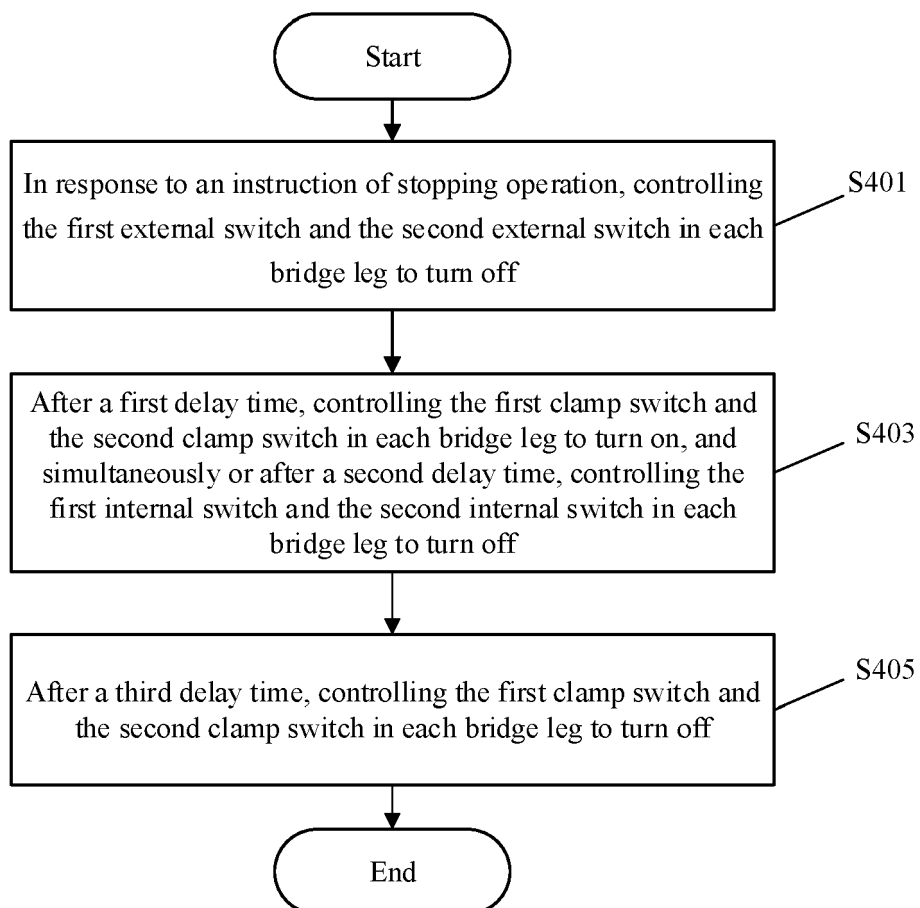 Start
In response to an instruction of stopping operation, controlling
the first external switch and the second external switch in each
bridge leg to turn off
S401
After a first delay time, controlling the first clamp switch and
the second clamp switch in each bridge leg to turn on, and
simultaneously or after a second delay time, controlling the
first internal switch and the second internal switch in each
bridge leg to turn off
S403
After a third delay time, controlling the first clamp switch and
the second clamp switch in each bridge leg to turn off
S405
End